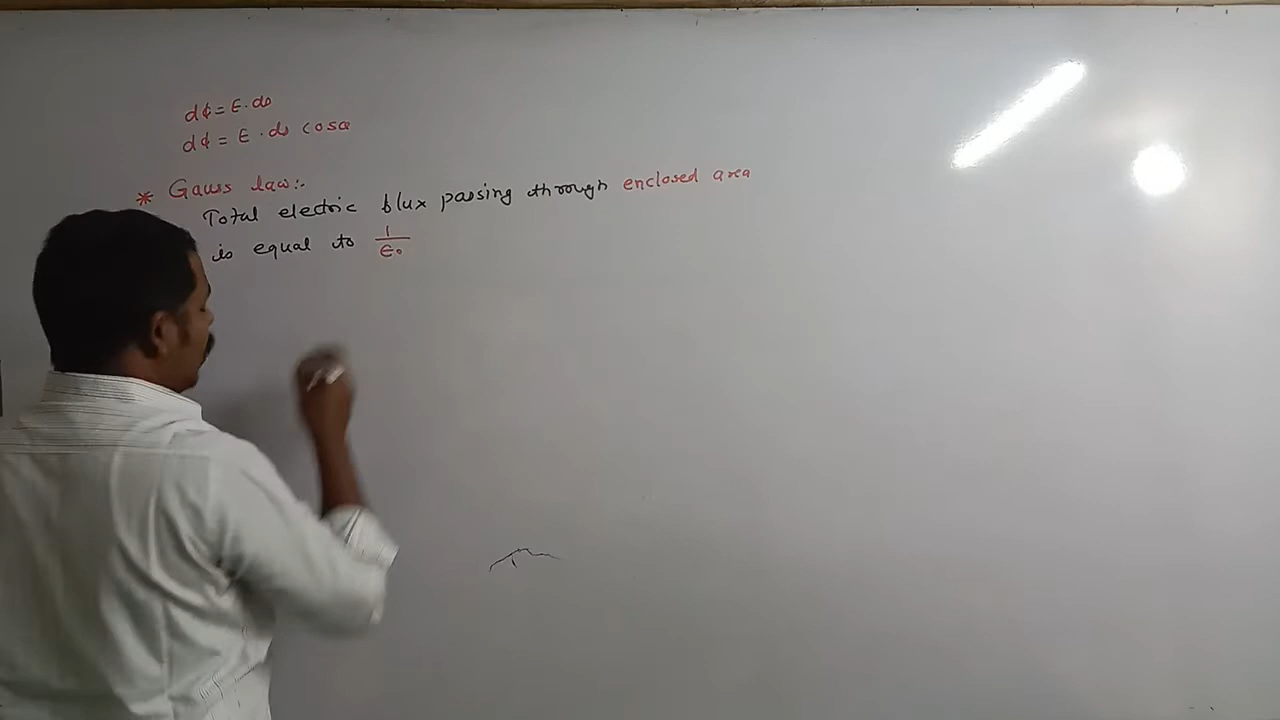 dϕ = E · ds
dϕ = E · ds cosα
* Gauss law:-
Total electric flux passing through enclosed area
is equal to 1/ϵ₀